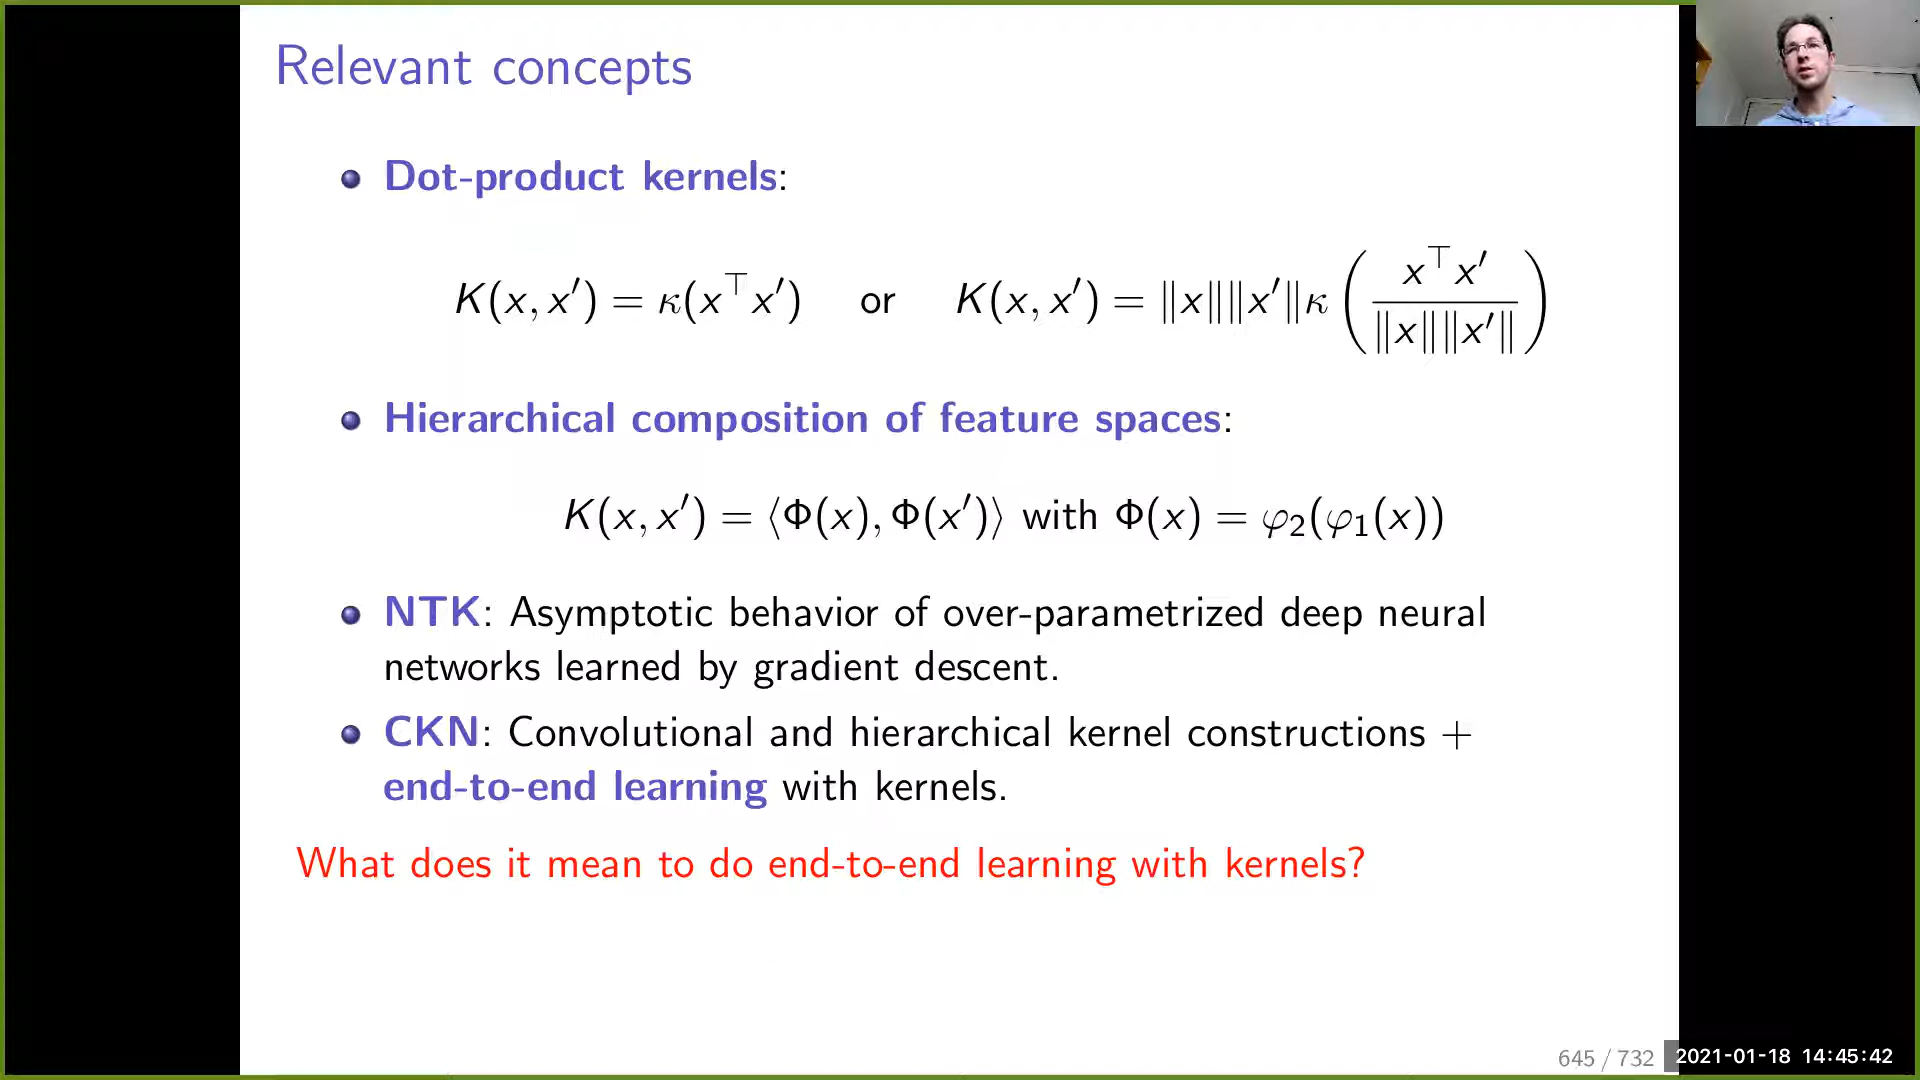 Relevant concepts
Dot-product kernels:
K(x, x′) = κ(x⊤x′) or K(x, x′) = ‖x‖‖x′‖κ (x⊤x′ / ‖x‖‖x′‖)
Hierarchical composition of feature spaces:
K(x, x′) = ⟨Φ(x), Φ(x′)⟩ with Φ(x) = φ₂(φ₁(x))
NTK: Asymptotic behavior of over-parametrized deep neural
networks learned by gradient descent.
CKN: Convolutional and hierarchical kernel constructions +
end-to-end learning with kernels.
What does it mean to do end-to-end learning with kernels?
645 / 732
2021-01-18 14:45:42